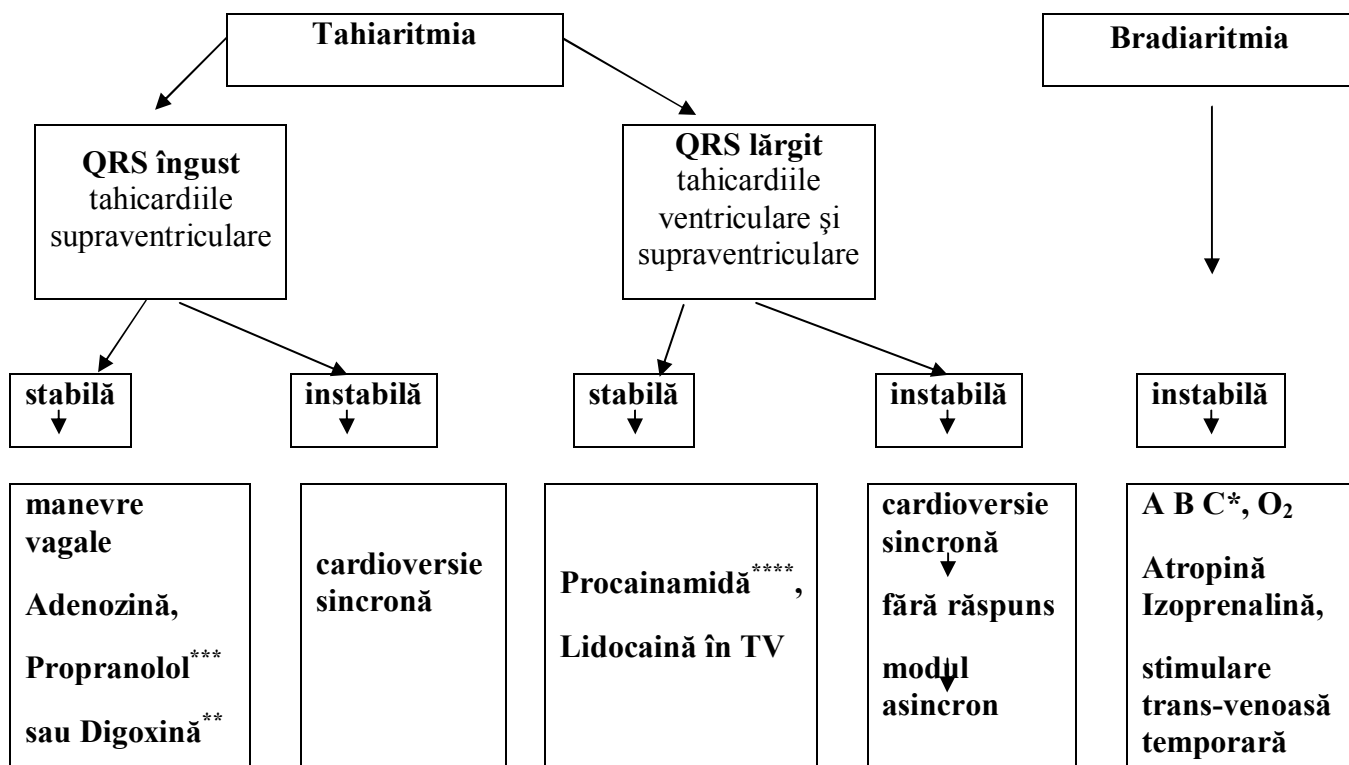 Tahiaritmia
Bradiaritmia
QRS îngust
tahicardiile
supraventriculare
QRS lărgit
tahicardiile
ventriculare şi
supraventriculare
stabilă
instabilă
stabilă
instabilă
instabilă
manevre
vagale
Adenozină,
Propranolol***
sau Digoxină**
cardioversie
sincronă
Procainamidă****,
Lidocaină în TV
cardioversie
sincronă
fără răspuns
modul
asincron
A B C*, O₂
Atropină
Izoprenalină,
stimulare
trans-venoasă
temporară